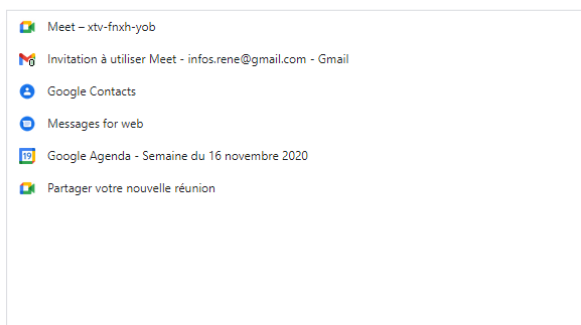 Meet – xtv-fnxh-yob
Invitation à utiliser Meet - infos.rene@gmail.com - Gmail
Google Contacts
Messages for web
19 Google Agenda - Semaine du 16 novembre 2020
Partager votre nouvelle réunion